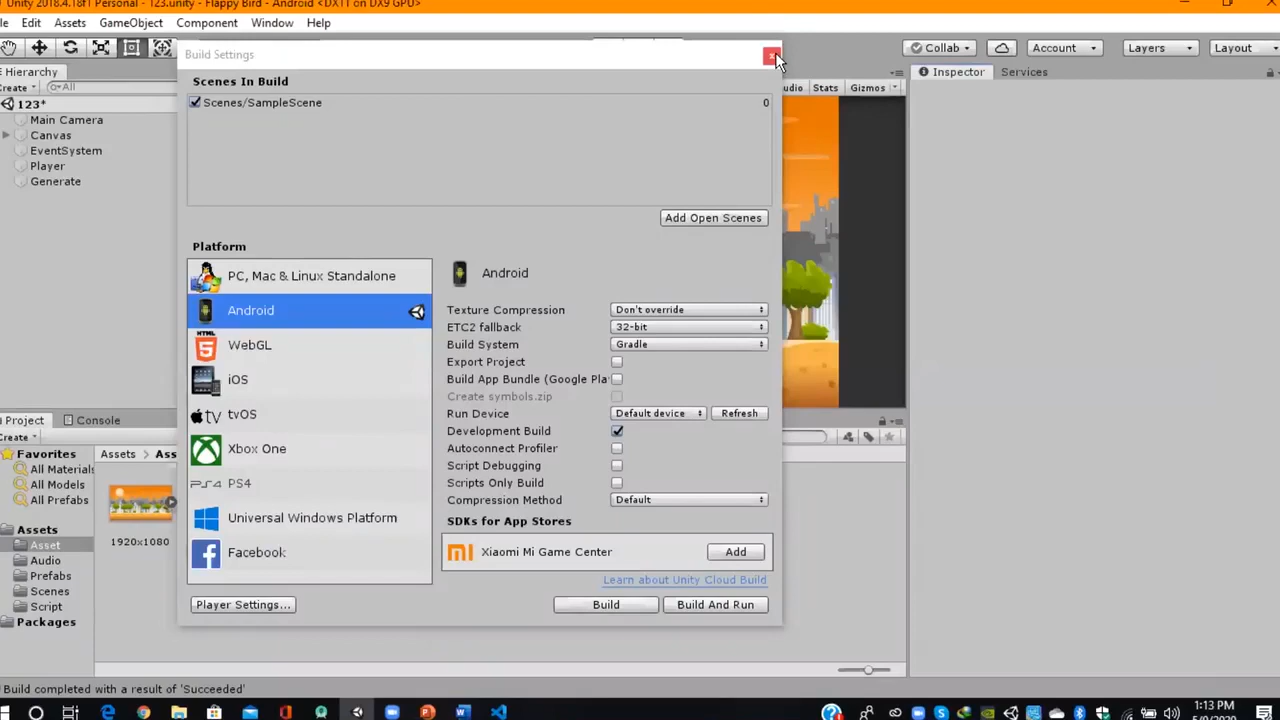 Unity 2018.4.18f1 Personal - 123.unity - Flappy Bird - Android <DX11 on DX9 GPU>
le Edit Assets GameObject Component Window Help
Collab Account Layers Layout
Build Settings
Hierarchy
Inspector Services
Create All
udio Stats Gizmos
123*
Main Camera
Canvas
EventSystem
Player
Generate
Scenes In Build
Scenes/SampleScene 0
Add Open Scenes
Platform
PC, Mac & Linux Standalone
Android
WebGL
iOS
tvOS
Xbox One
PS4
Universal Windows Platform
Facebook
Android
Texture Compression Don't override
ETC2 fallback 32-bit
Build System Gradle
Export Project
Build App Bundle (Google Pla
Create symbols.zip
Run Device Default device Refresh
Development Build
Autoconnect Profiler
Script Debugging
Scripts Only Build
Compression Method Default
SDKs for App Stores
Xiaomi Mi Game Center Add
Learn about Unity Cloud Build
Player Settings... Build Build And Run
Project Console
Create
Favorites
All Materials
All Models
All Prefabs
Assets
Asset
Audio
Prefabs
Scenes
Script
Packages
Assets > Ass
1920x1080
Build completed with a result of 'Succeeded'
1:13 PM